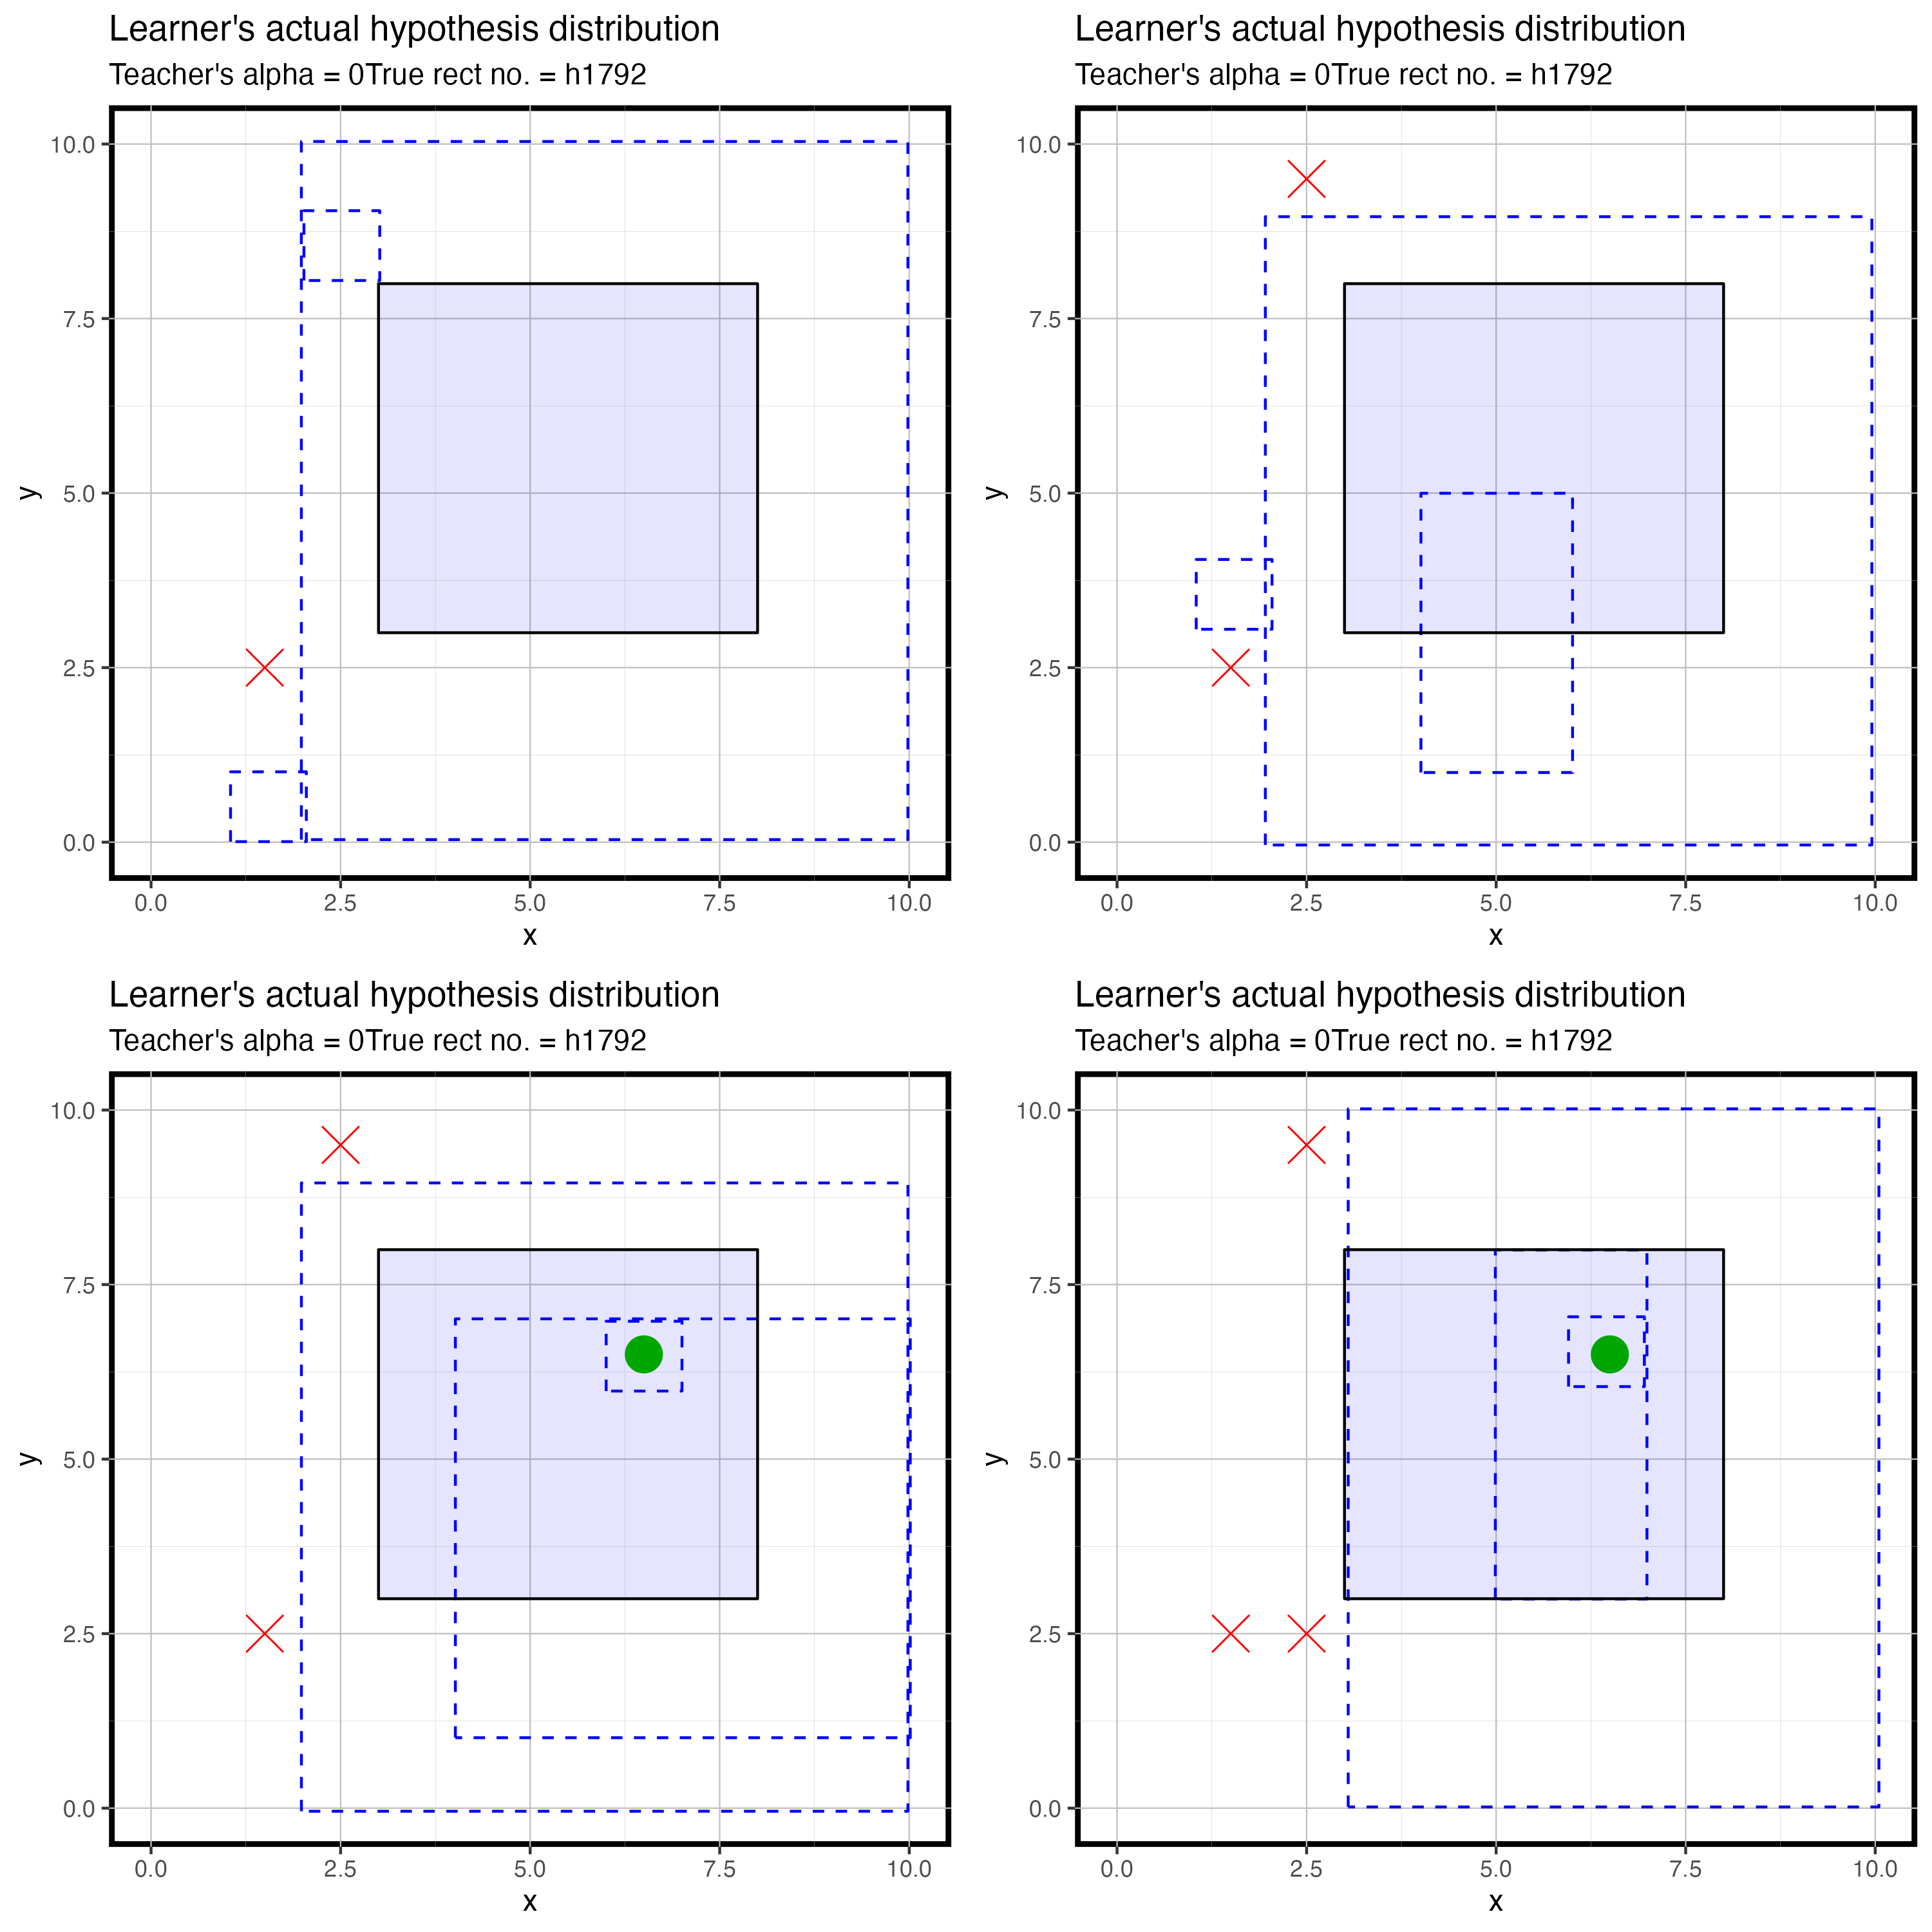 Learner's actual hypothesis distribution
Teacher's alpha = 0True rect no. = h1792
10.0
7.5
5.0
2.5
0.0
y
0.0 2.5 5.0 7.5 10.0
x
Learner's actual hypothesis distribution
Teacher's alpha = 0True rect no. = h1792
10.0
7.5
5.0
2.5
0.0
y
0.0 2.5 5.0 7.5 10.0
x
Learner's actual hypothesis distribution
Teacher's alpha = 0True rect no. = h1792
10.0
7.5
5.0
2.5
0.0
y
0.0 2.5 5.0 7.5 10.0
x
Learner's actual hypothesis distribution
Teacher's alpha = 0True rect no. = h1792
10.0
7.5
5.0
2.5
0.0
y
0.0 2.5 5.0 7.5 10.0
x